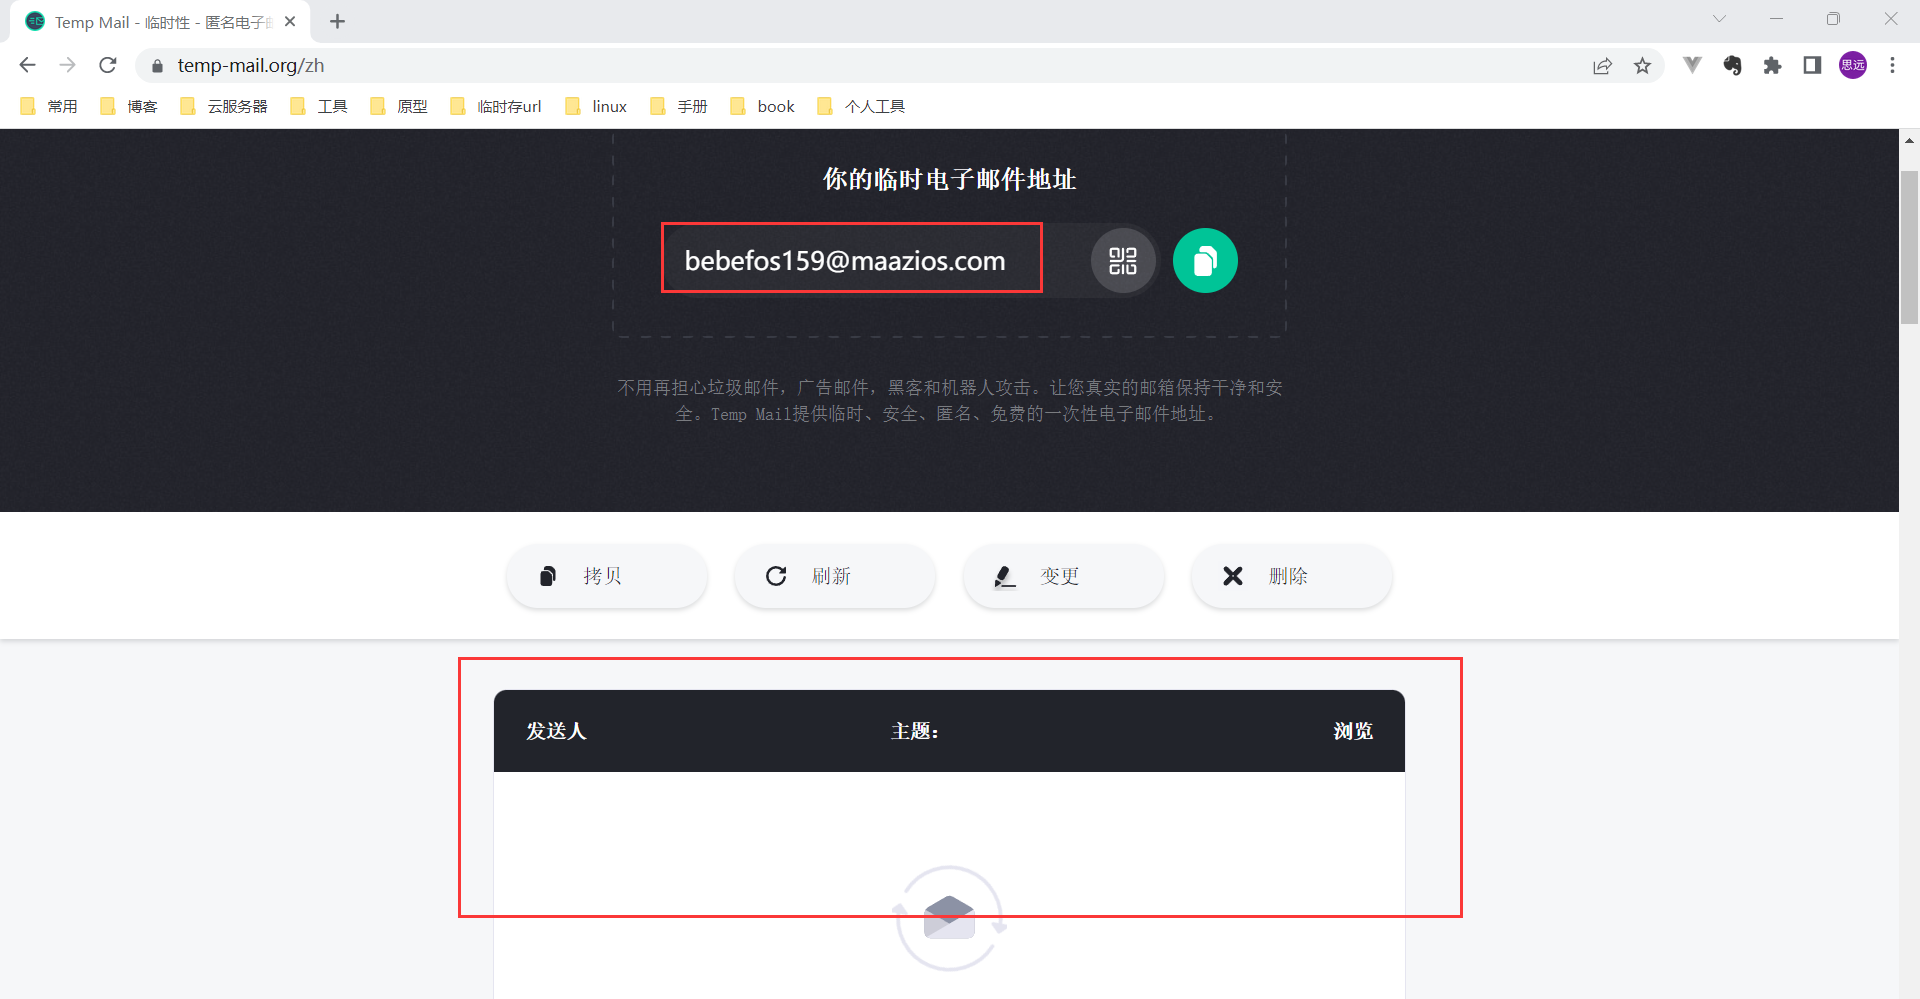 Temp Mail - 临时性 - 匿名电子
temp-mail.org/zh
思远
常用 博客 云服务器 工具 原型 临时存url linux 手册 book 个人工具
你的临时电子邮件地址
bebefos159@maazios.com
不用再担心垃圾邮件，广告邮件，黑客和机器人攻击。让您真实的邮箱保持干净和安
全。Temp Mail提供临时、安全、匿名、免费的一次性电子邮件地址。
拷贝 刷新 变更 删除
发送人 主题： 浏览